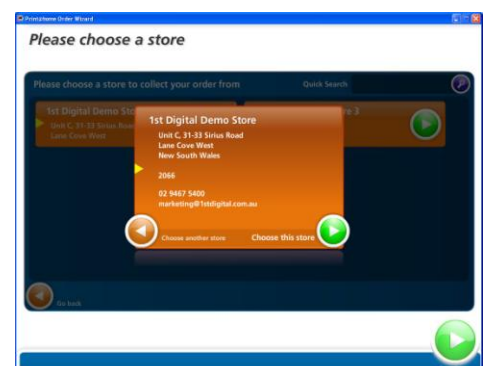 Print@home Order Wizard
Please choose a store
Please choose a store to collect your order from
Quick Search
1st Digital Demo Sto
Unit C, 31-33 Sirius Road
Lane Cove West
re 3
1st Digital Demo Store
Unit C, 31-33 Sirius Road
Lane Cove West
New South Wales
2066
02 9467 5400
marketing@1stdigital.com.au
Choose another store
Choose this store
Go back